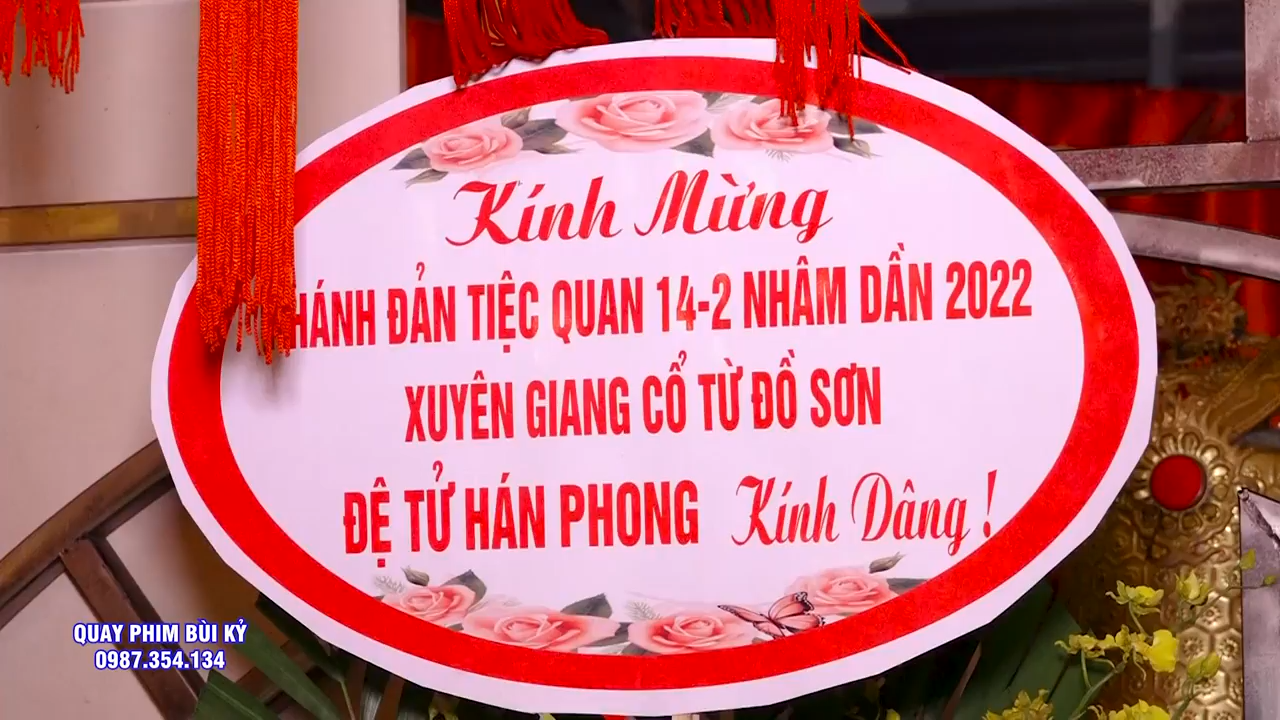 Kính Mừng
HÁNH ĐẢN TIỆC QUAN 14-2 NHÂM DẦN 2022
XUYÊN GIANG CỔ TỪ ĐỒ SƠN
ĐỆ TỬ HÁN PHONG Kính Dâng !
QUAY PHIM BÙI KỶ
0987.354.134